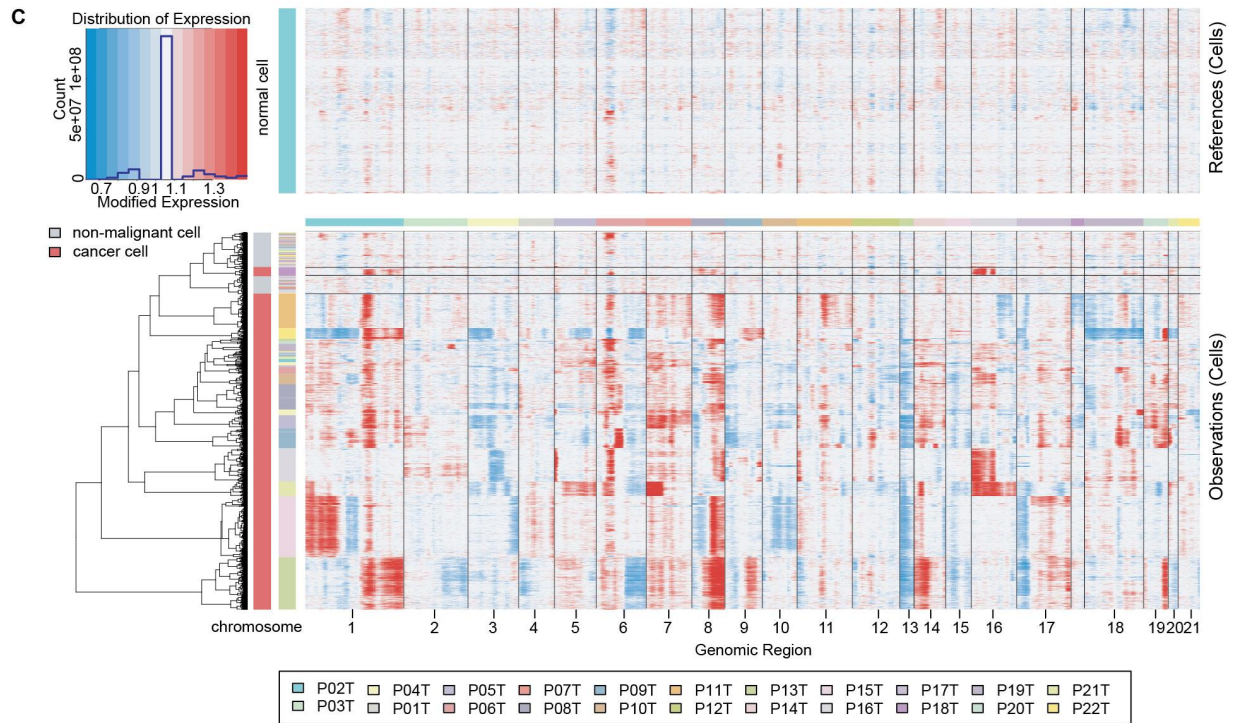 C
Distribution of Expression
Count
0 5e+07 1e+08
0.7 0.9 1 1.1 1.3
Modified Expression
normal cell
References (Cells)
non-malignant cell
cancer cell
Observations (Cells)
chromosome 1 2 3 4 5 6 7 8 9 10 11 12 13 14 15 16 17 18 19 20 21
Genomic Region
P02T P04T P05T P07T P09T P11T P13T P15T P17T P19T P21T
P03T P01T P06T P08T P10T P12T P14T P16T P18T P20T P22T